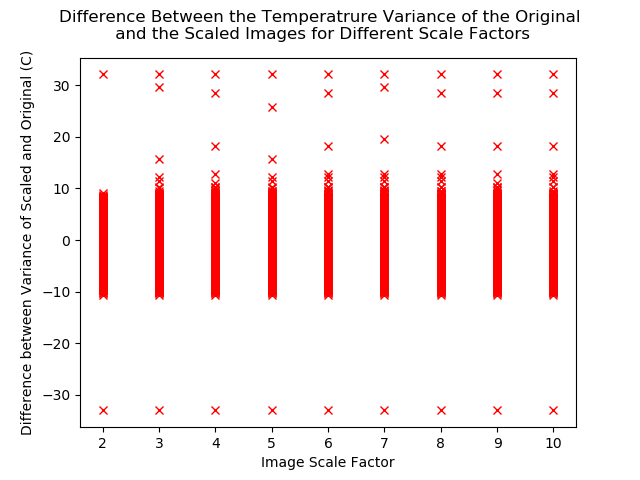 Difference Between the Temperatrure Variance of the Original
and the Scaled Images for Different Scale Factors
Difference between Variance of Scaled and Original (C)
30
20
10
0
−10
−20
−30
2 3 4 5 6 7 8 9 10
Image Scale Factor